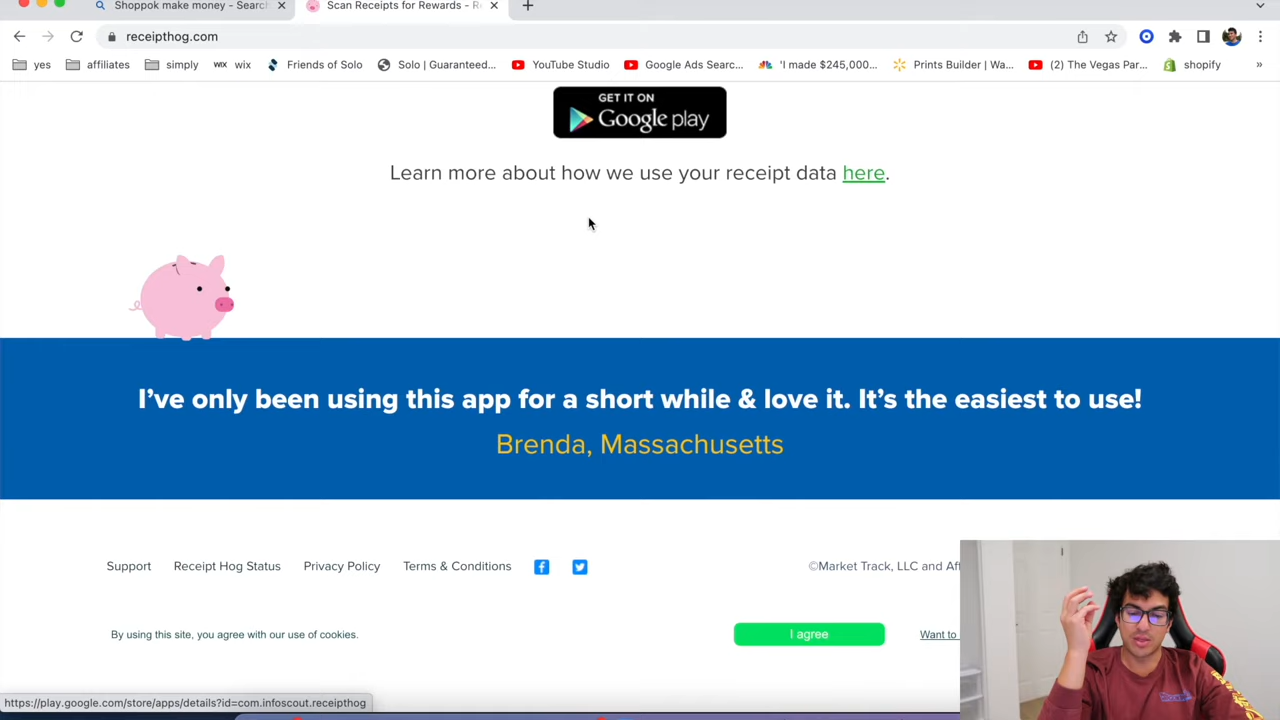 Shoppok make money - Search
Scan Receipts for Rewards - R
receipthog.com
yes
affiliates
simply
wix
Friends of Solo
Solo | Guaranteed...
YouTube Studio
Google Ads Searc...
'I made $245,000...
Prints Builder | Wa...
(2) The Vegas Par...
shopify
»
GET IT ON
Google play
Learn more about how we use your receipt data here.
I've only been using this app for a short while & love it. It's the easiest to use!
Brenda, Massachusetts
Support
Receipt Hog Status
Privacy Policy
Terms & Conditions
©Market Track, LLC and Aff
By using this site, you agree with our use of cookies.
I agree
Want to
https://play.google.com/store/apps/details?id=com.infoscout.receipthog